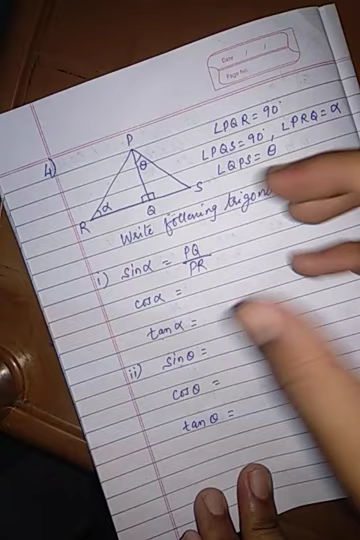 Date / /
Page No.
4)
∟PQR = 90°
∟PQS = 90°, ∟PRQ = α
∟QPS = θ
P
θ
S
α
R
Q
Write following
i) sinα = PQ/PR
cosα =
tanα =
ii) sinθ =
cosθ =
tanθ =